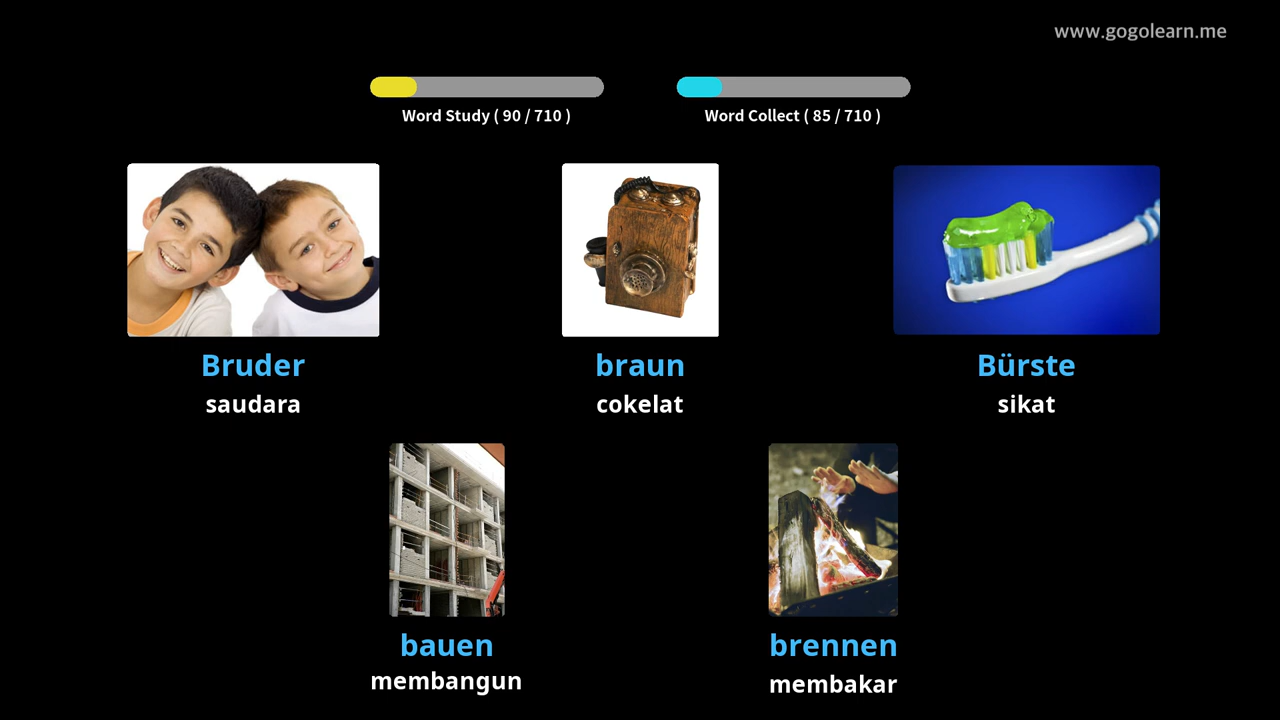 www.gogolearn.me
Word Study ( 90 / 710 )
Word Collect ( 85 / 710 )
Bruder
saudara
braun
cokelat
Bürste
sikat
bauen
membangun
brennen
membakar